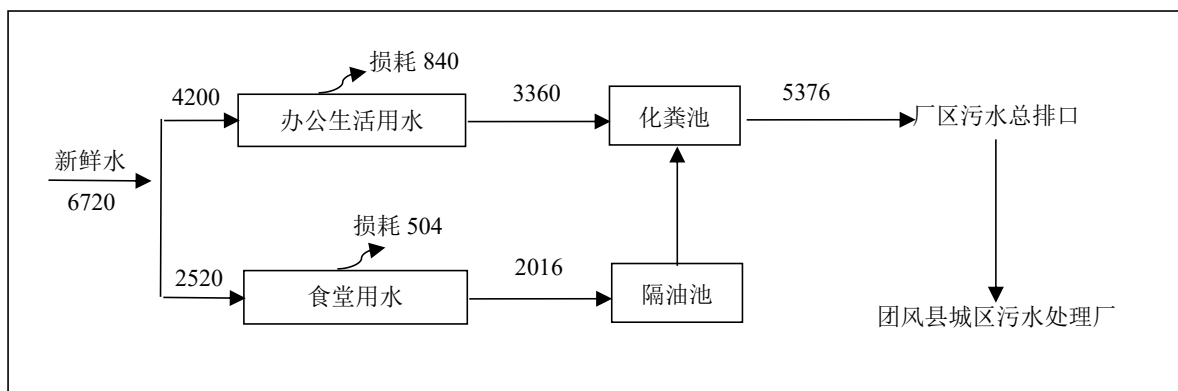 损耗 840
4200
办公生活用水
3360
化粪池
5376
厂区污水总排口
新鲜水
6720
损耗 504
2520
食堂用水
2016
隔油池
团风县城区污水处理厂